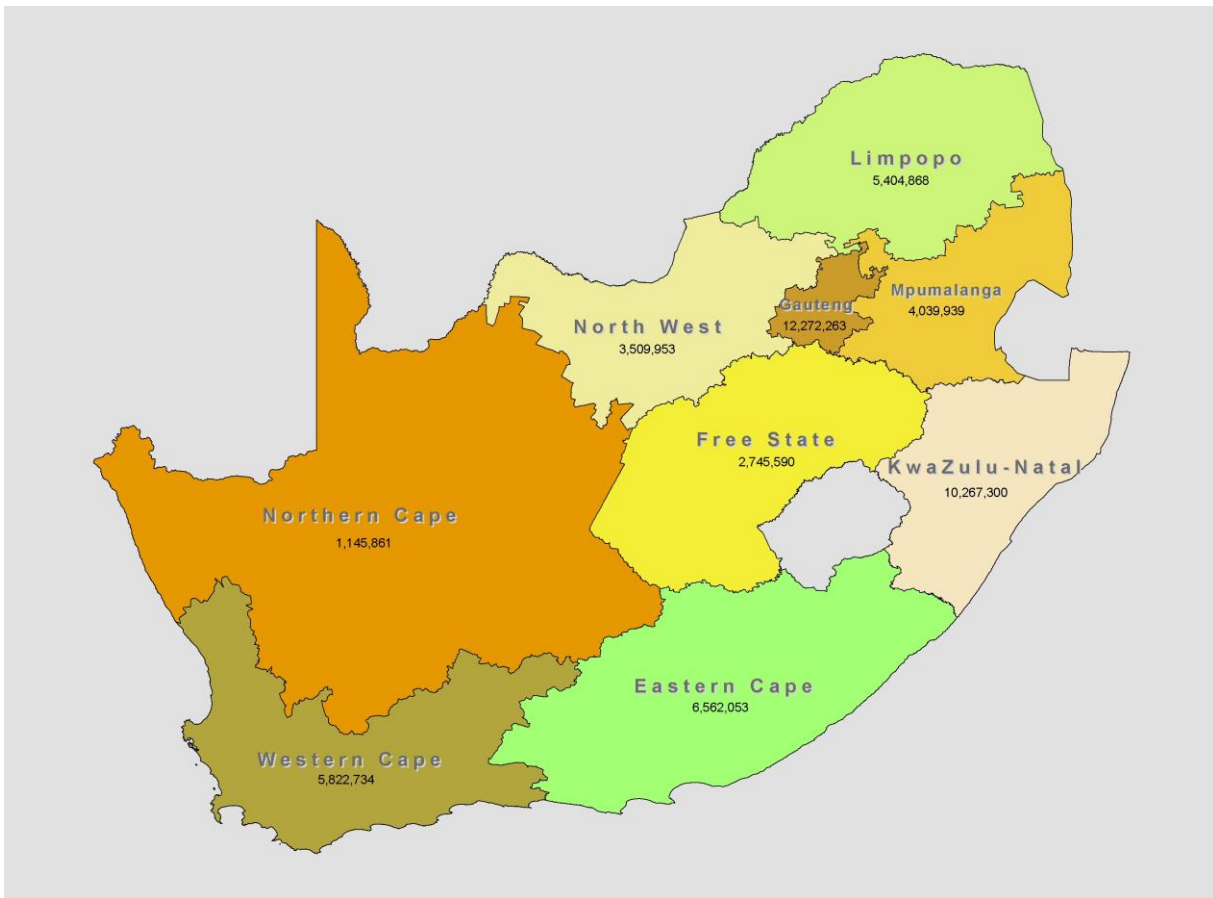 Limpopo
5,404,868
Mpumalanga
4,039,939
Gauteng
12,272,263
North West
3,509,953
Free State
2,745,590
KwaZulu-Natal
10,267,300
Northern Cape
1,145,861
Eastern Cape
6,562,053
Western Cape
5,822,734